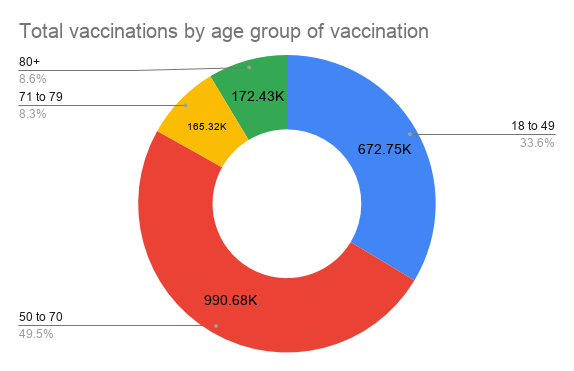 Total vaccinations by age group of vaccination
80+
8.6%
71 to 79
8.3%
172.43K
165.32K
18 to 49
33.6%
672.75K
990.68K
50 to 70
49.5%